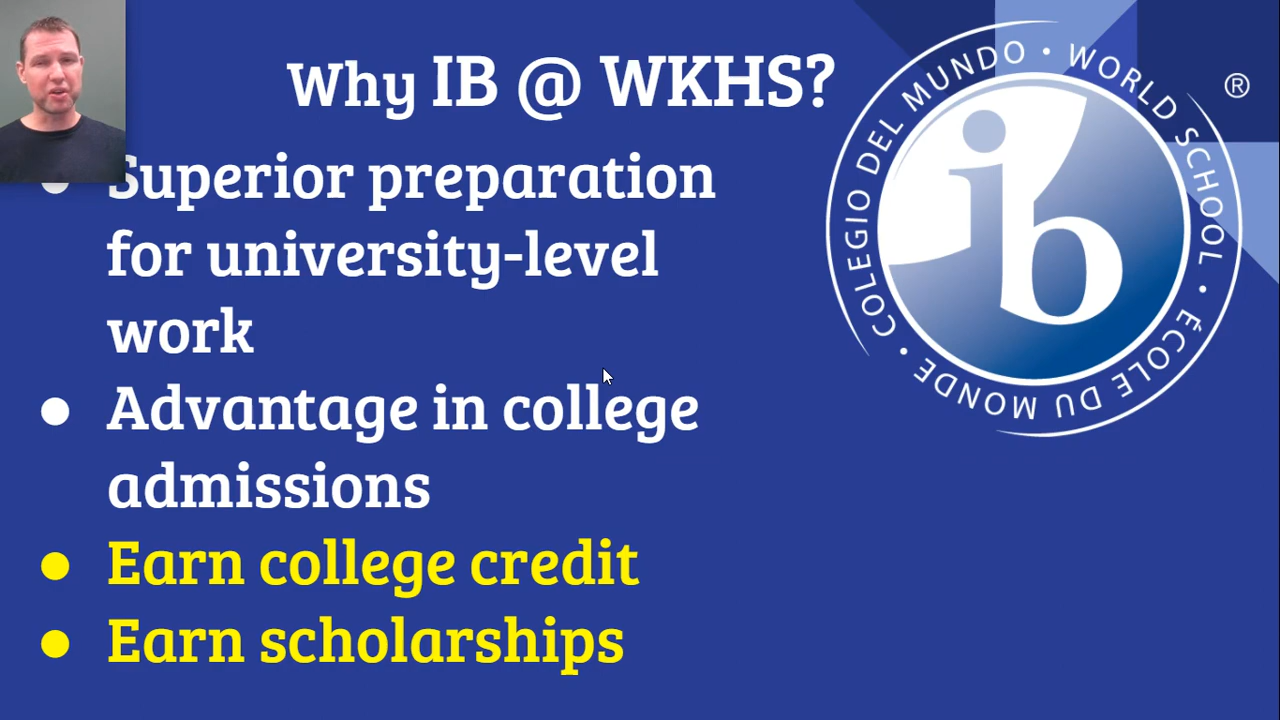 Why IB @ WKHS?
Superior preparation
for university-level
work
Advantage in college
admissions
Earn college credit
Earn scholarships
COLEGIO DEL MUNDO • WORLD SCHOOL • ÉCOLE DU MONDE •
ib
®